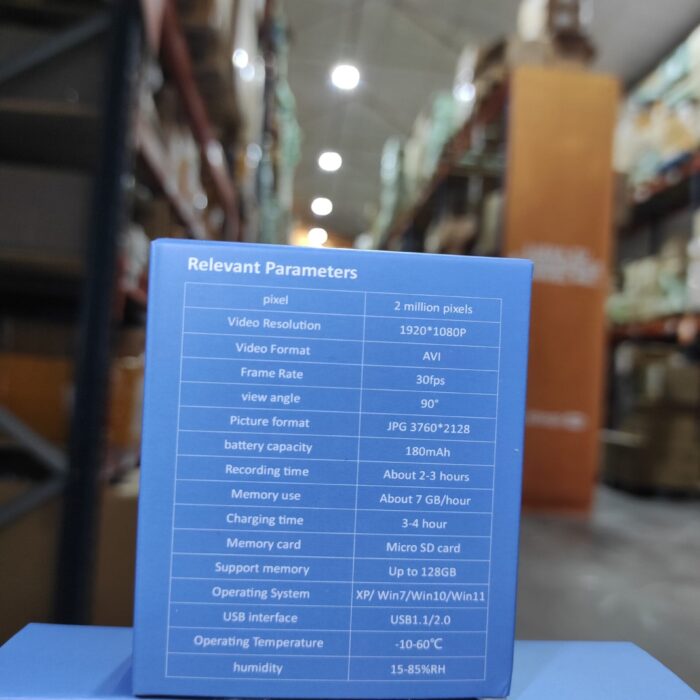 Relevant Parameters
pixel 2 million pixels
Video Resolution 1920*1080P
Video Format AVI
Frame Rate 30fps
view angle 90°
Picture format JPG 3760*2128
battery capacity 180mAh
Recording time About 2-3 hours
Memory use About 7 GB/hour
Charging time 3-4 hour
Memory card Micro SD card
Support memory Up to 128GB
Operating System XP/ Win7/Win10/Win11
USB interface USB1.1/2.0
Operating Temperature -10-60℃
humidity 15-85%RH